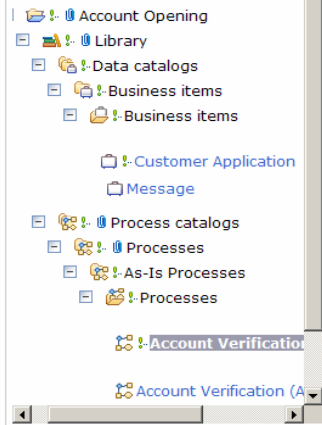 Account Opening
Library
Data catalogs
Business items
Business items
Customer Application
Message
Process catalogs
Processes
As-Is Processes
Processes
Account Verification
Account Verification (A